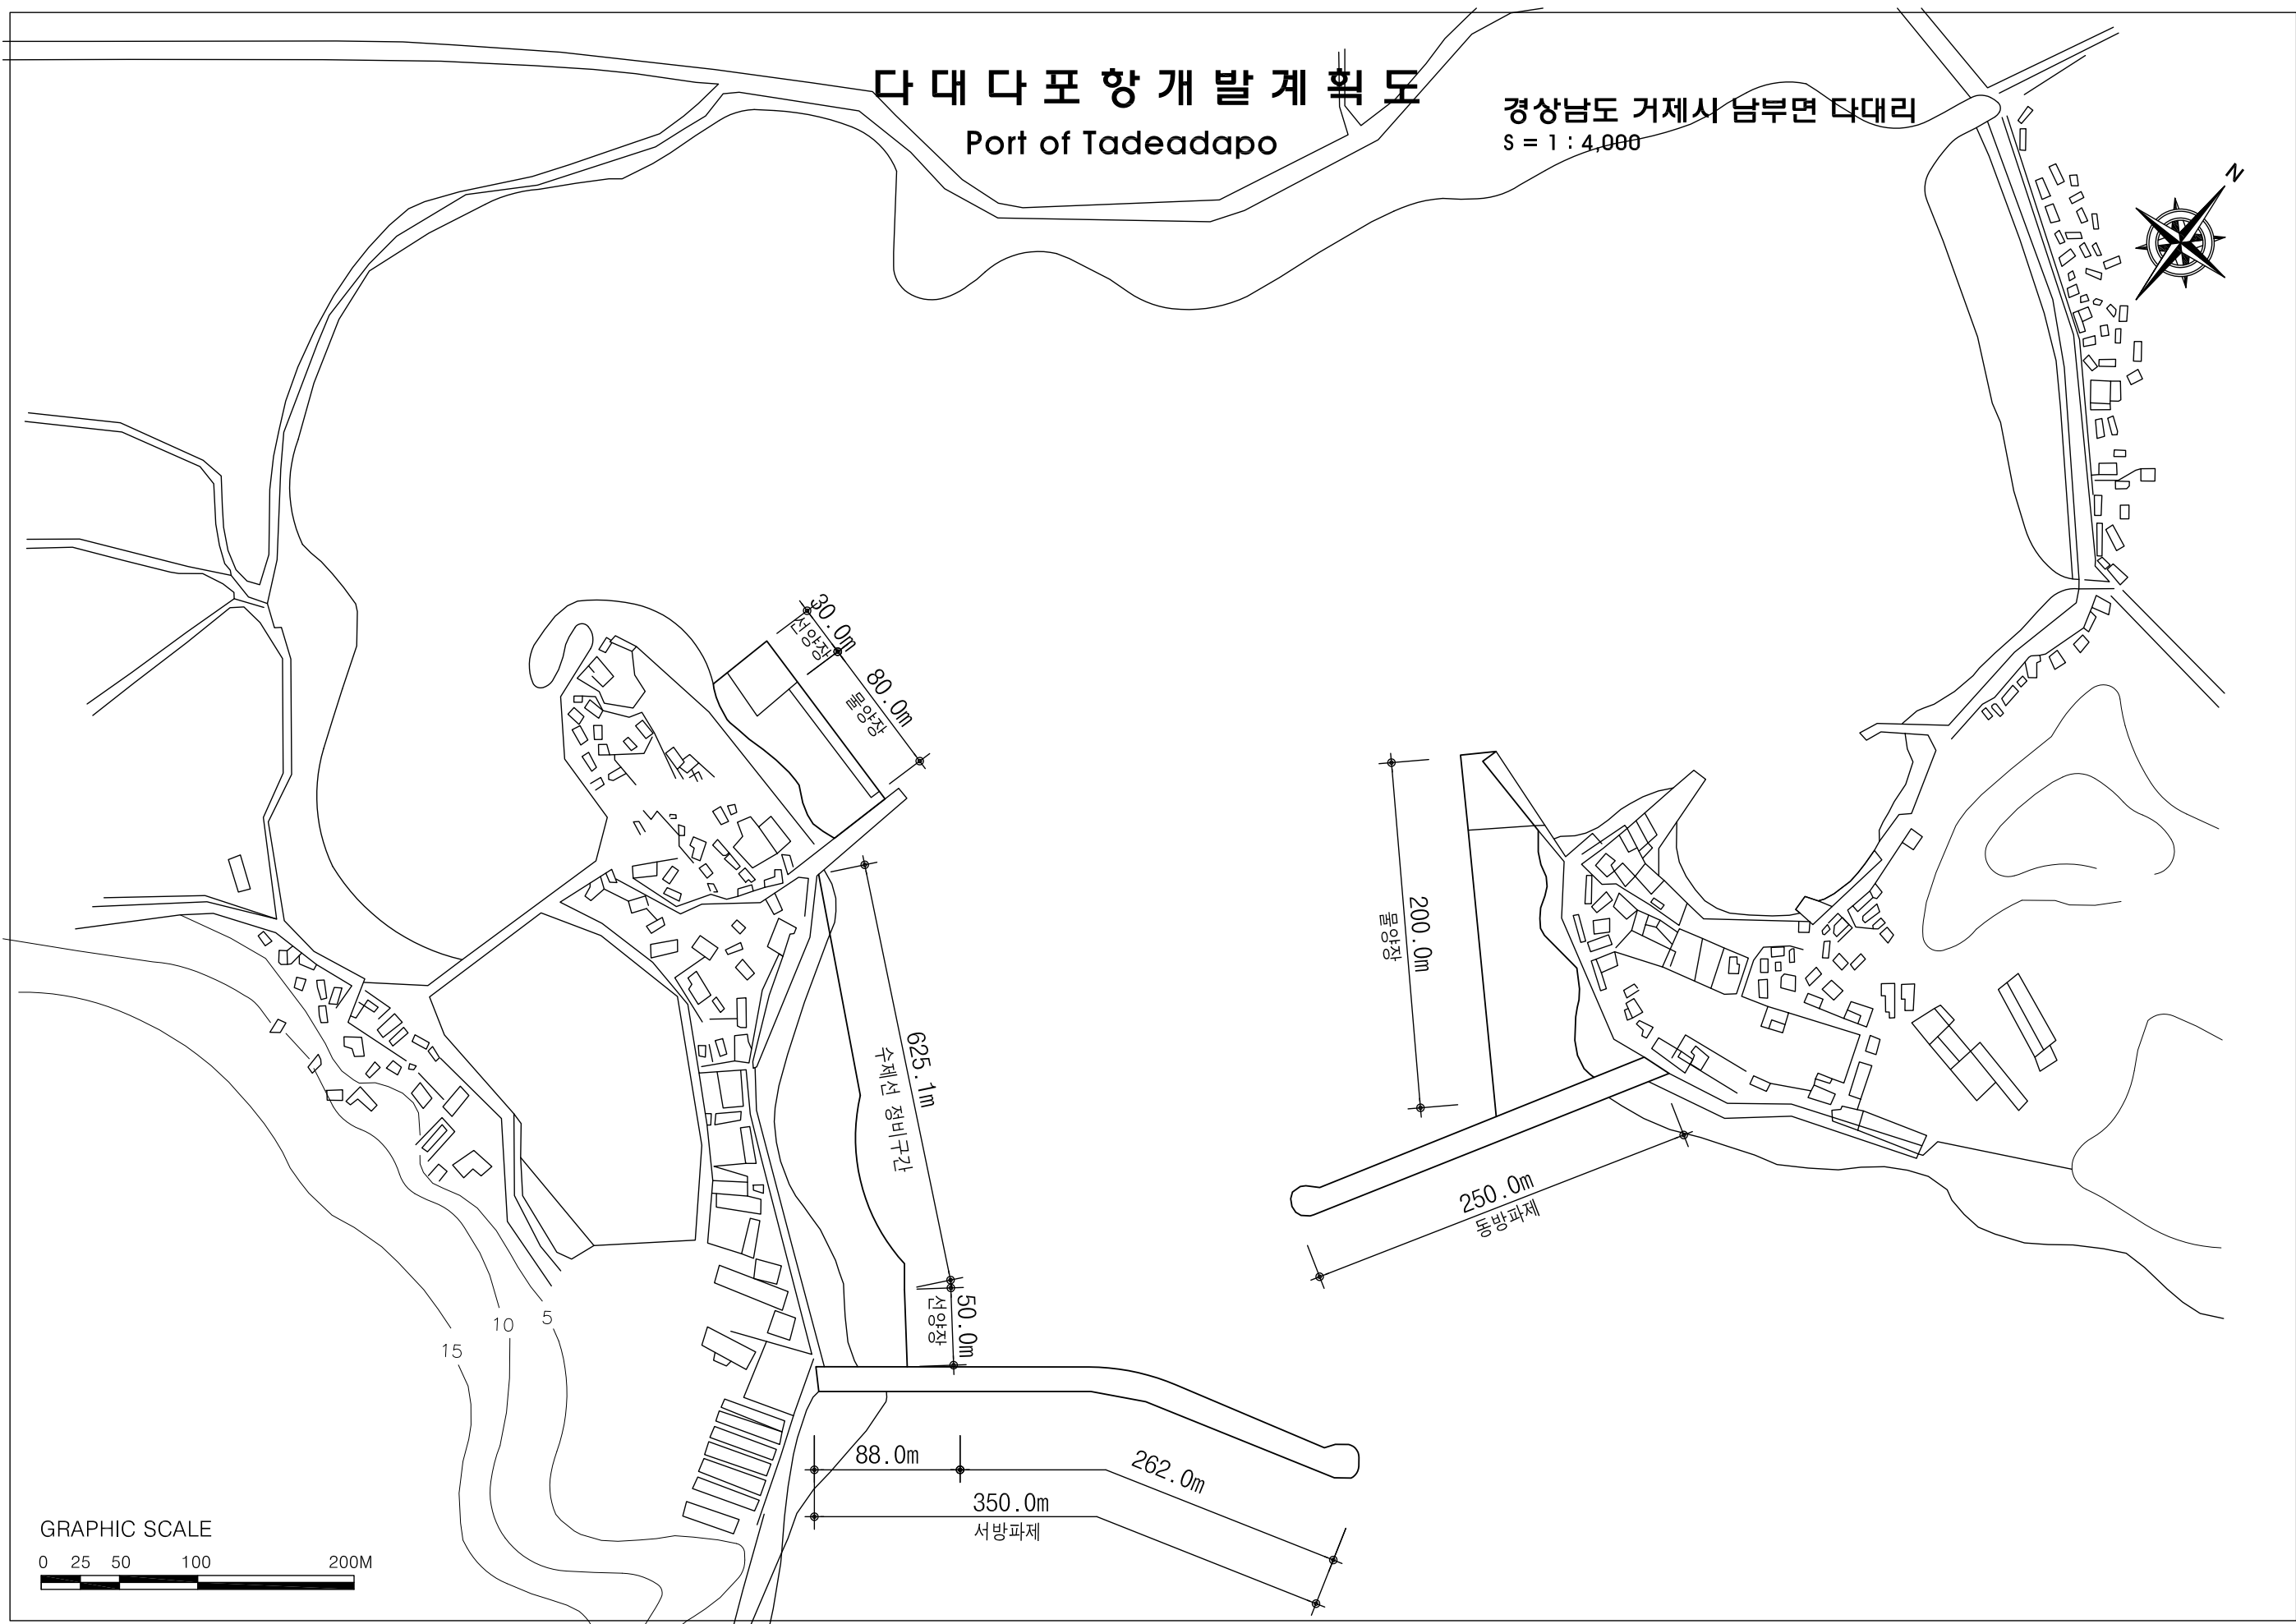 다대다포항개발계획도
Port of Tadeadapo
경상남도 거제시 남부면 다대리
S = 1 : 4,000
N
30.0m
선양장
80.0m
물양장
200.0m
물양장
625.1m
수제선 정비구간
250.0m
동방파제
50.0m
선양장
5
10
15
88.0m
262.0m
350.0m
서방파제
GRAPHIC SCALE
0 25 50 100 200M